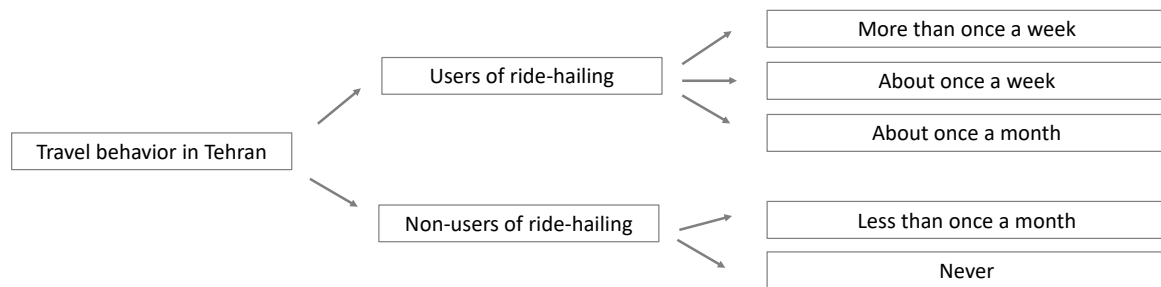 More than once a week
Users of ride-hailing
About once a week
About once a month
Travel behavior in Tehran
Non-users of ride-hailing
Less than once a month
Never